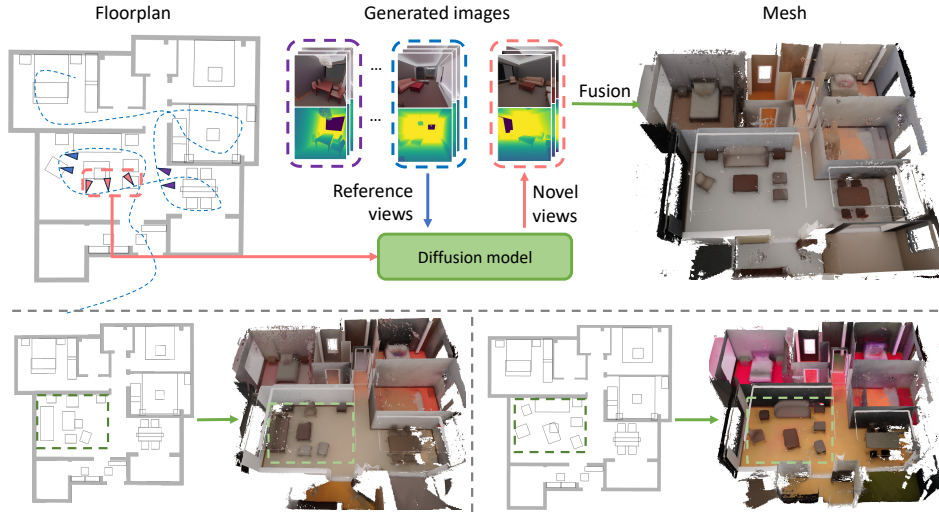 Floorplan
Generated images
Mesh
...
...
Fusion
Reference
views
Novel
views
Diffusion model